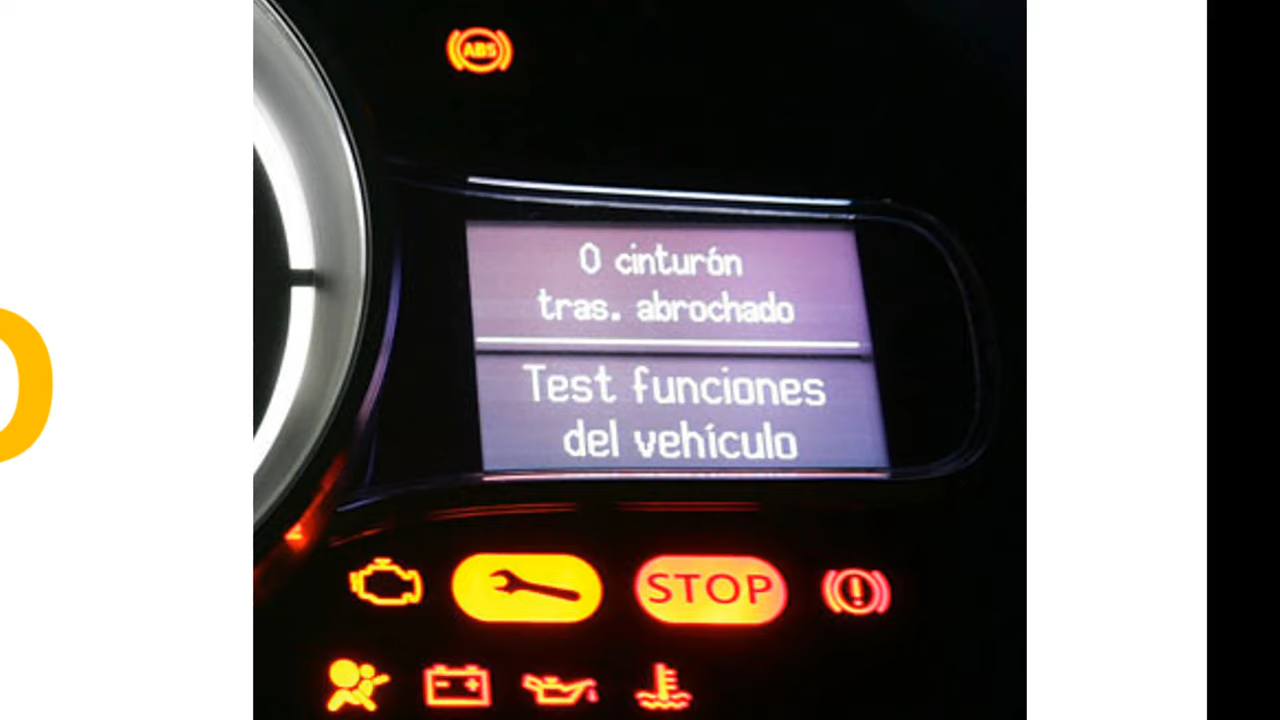 ABS
0 cinturón
tras. abrochado
Test funciones
del vehículo
STOP